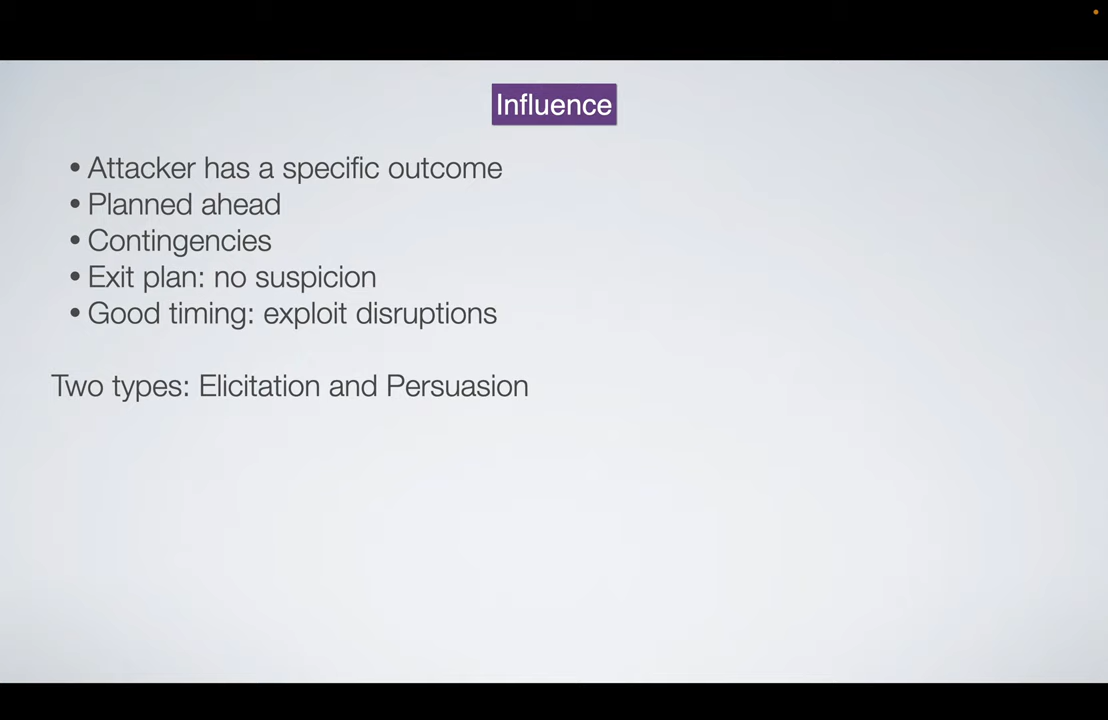 Influence
• Attacker has a specific outcome
• Planned ahead
• Contingencies
• Exit plan: no suspicion
• Good timing: exploit disruptions
Two types: Elicitation and Persuasion